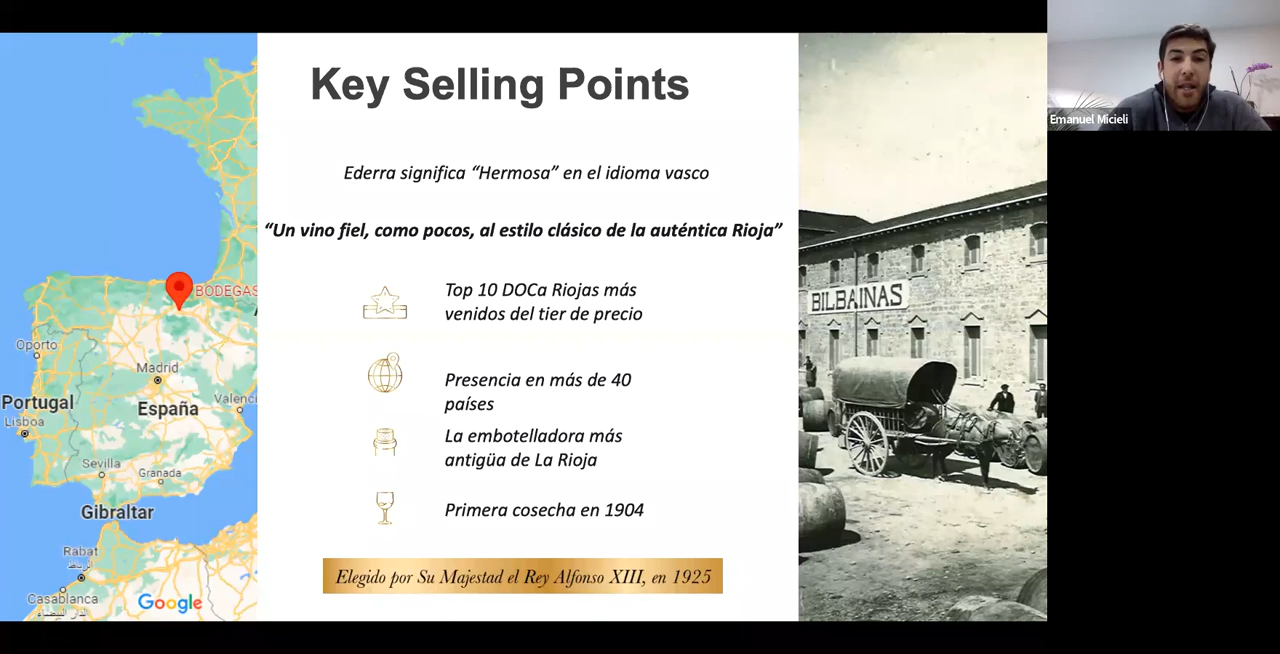 Key Selling Points
Ederra significa “Hermosa” en el idioma vasco
“Un vino fiel, como pocos, al estilo clásico de la auténtica Rioja”
Top 10 DOCa Riojas más
venidos del tier de precio
Presencia en más de 40
países
La embotelladora más
antigüa de La Rioja
Primera cosecha en 1904
Elegido por Su Majestad el Rey Alfonso XIII, en 1925
BODEGAS
Oporto
Madrid
Portugal
España
Valenci
Lisboa
Sevilla
Granada
Gibraltar
Rabat
الرباط
Casablanca
الدار البيضاء
Google
BILBAINAS
Emanuel Micieli